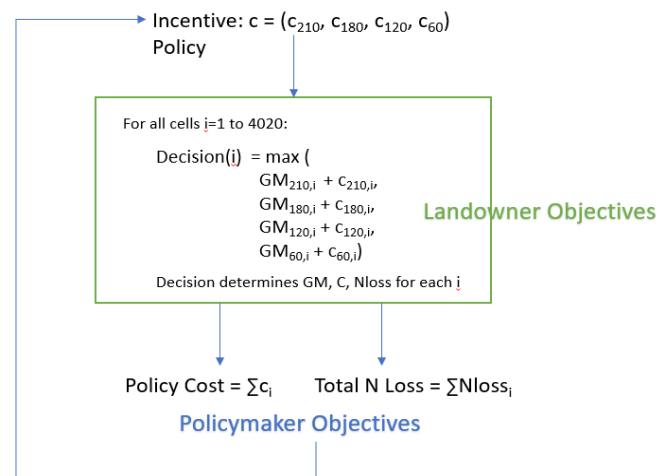 Incentive: c = (c₂₁₀, c₁₈₀, c₁₂₀, c₆₀)
Policy
For all cells i=1 to 4020:
Decision(i) = max (
GM₂₁₀,ᵢ + c₂₁₀,ᵢ,
GM₁₈₀,ᵢ + c₁₈₀,ᵢ,
GM₁₂₀,ᵢ + c₁₂₀,ᵢ,
GM₆₀,ᵢ + c₆₀,ᵢ)
Landowner Objectives
Decision determines GM, C, Nloss for each i
Policy Cost = ∑cᵢ
Total N Loss = ∑Nlossᵢ
Policymaker Objectives